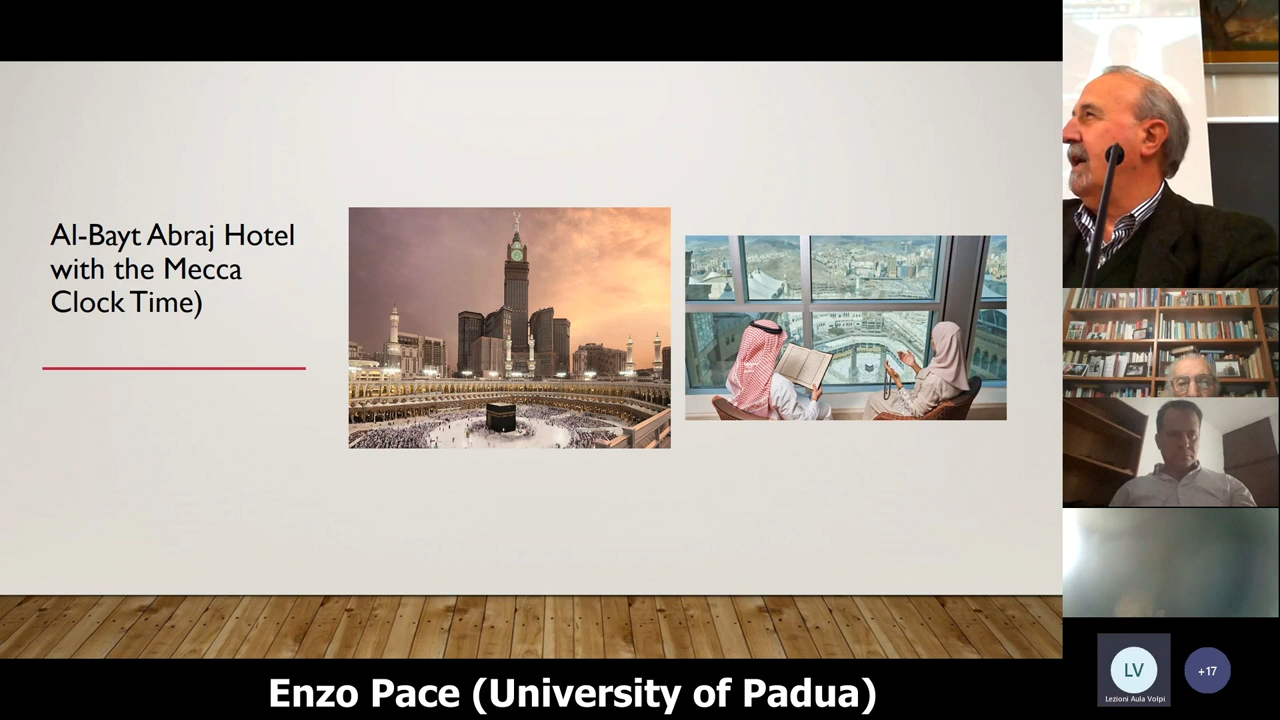 Al-Bayt Abraj Hotel
with the Mecca
Clock Time)
LV
+17
Lezioni Aula Volpi
Enzo Pace (University of Padua)